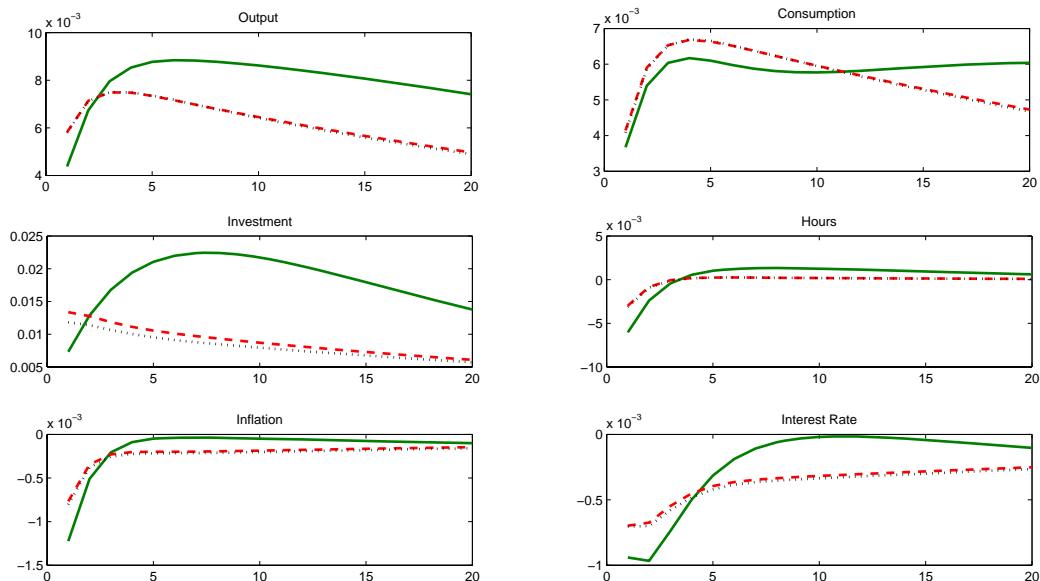 Output
x 10⁻³
10
8
6
4
0 5 10 15 20
Consumption
x 10⁻³
7
6
5
4
3
0 5 10 15 20
Investment
0.025
0.02
0.015
0.01
0.005
0 5 10 15 20
Hours
x 10⁻³
5
0
−5
−10
0 5 10 15 20
Inflation
x 10⁻³
0
−0.5
−1
−1.5
0 5 10 15 20
Interest Rate
x 10⁻³
0
−0.5
−1
0 5 10 15 20